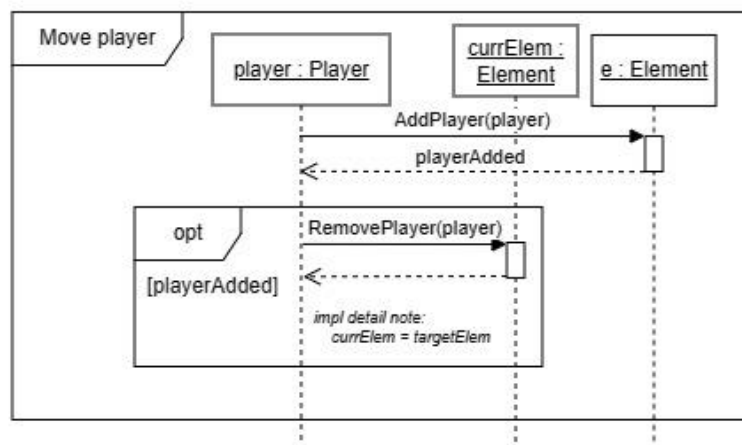 Move player
player : Player
currElem :
Element
e : Element
AddPlayer(player)
playerAdded
opt
RemovePlayer(player)
[playerAdded]
impl detail note:
currElem = targetElem